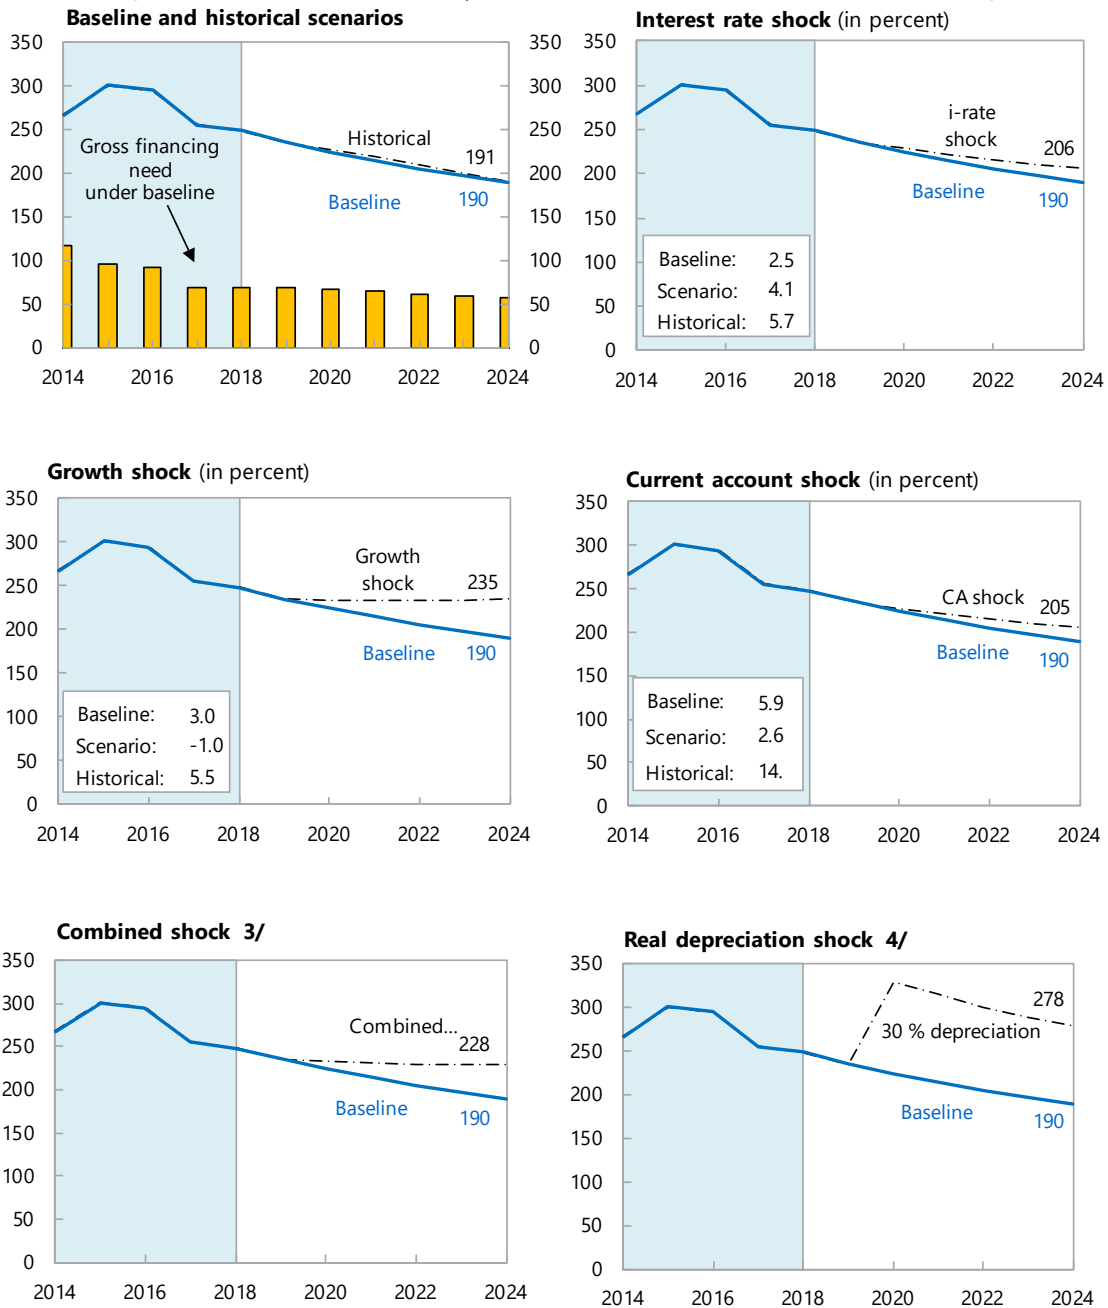 Baseline and historical scenarios
350
300
250
200
150
100
50
0
350
300
250
200
150
100
50
0
Historical
191
Gross financing
need
under baseline
Baseline
190
2014 2016 2018 2020 2022 2024
Interest rate shock (in percent)
350
300
250
200
150
100
50
0
i-rate
shock
206
Baseline
190
Baseline: 2.5
Scenario: 4.1
Historical: 5.7
2014 2016 2018 2020 2022 2024
Growth shock (in percent)
350
300
250
200
150
100
50
0
Growth
shock
235
Baseline 190
Baseline: 3.0
Scenario: -1.0
Historical: 5.5
2014 2016 2018 2020 2022 2024
Current account shock (in percent)
350
300
250
200
150
100
50
0
CA shock
205
Baseline
190
Baseline: 5.9
Scenario: 2.6
Historical: 14.
2014 2016 2018 2020 2022 2024
Combined shock 3/
350
300
250
200
150
100
50
0
Combined...
228
Baseline
190
2014 2016 2018 2020 2022 2024
Real depreciation shock 4/
350
300
250
200
150
100
50
0
278
30 % depreciation
Baseline
190
2014 2016 2018 2020 2022 2024